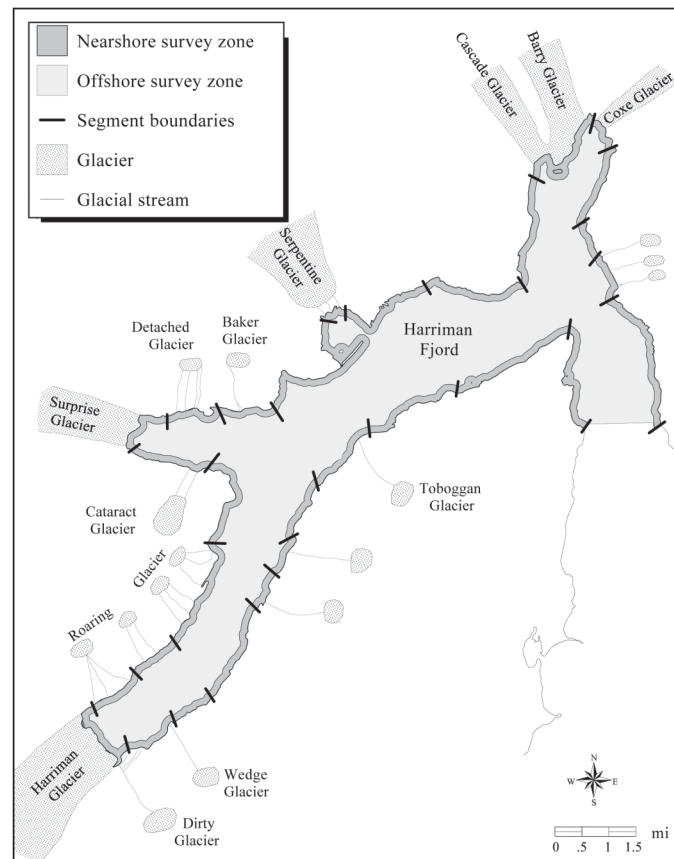 Nearshore survey zone
Offshore survey zone
Segment boundaries
Glacier
Glacial stream
Cascade Glacier
Barry Glacier
Coxe Glacier
Serpentine
Glacier
Harriman
Fjord
Detached
Glacier
Baker
Glacier
Surprise
Glacier
Cataract
Glacier
Toboggan
Glacier
Roaring
Glacier
Harriman
Glacier
Wedge
Glacier
Dirty
Glacier
N
W E
S
0 .5 1 1.5
mi